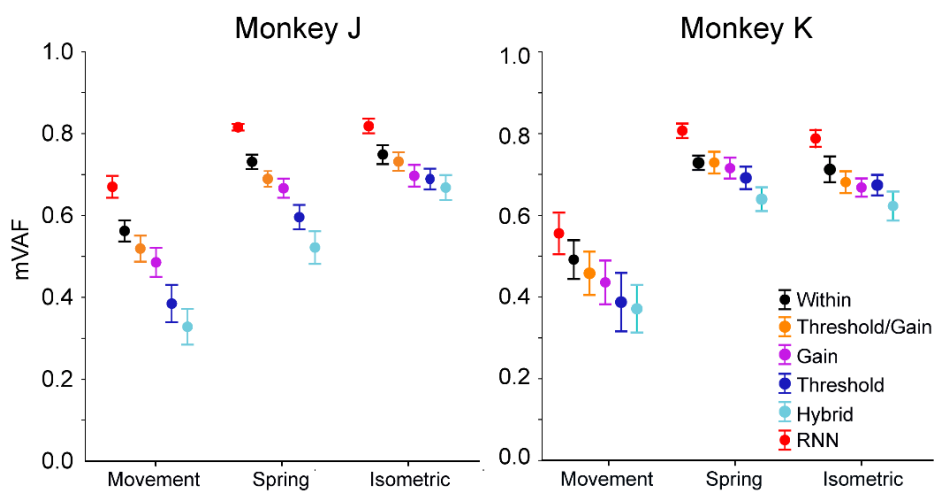 Monkey J
Monkey K
mVAF
1.0
0.8
0.6
0.4
0.2
0.0
Movement
Spring
Isometric
1.0
0.8
0.6
0.4
0.2
0.0
Within
Threshold/Gain
Gain
Threshold
Hybrid
RNN
Movement
Spring
Isometric